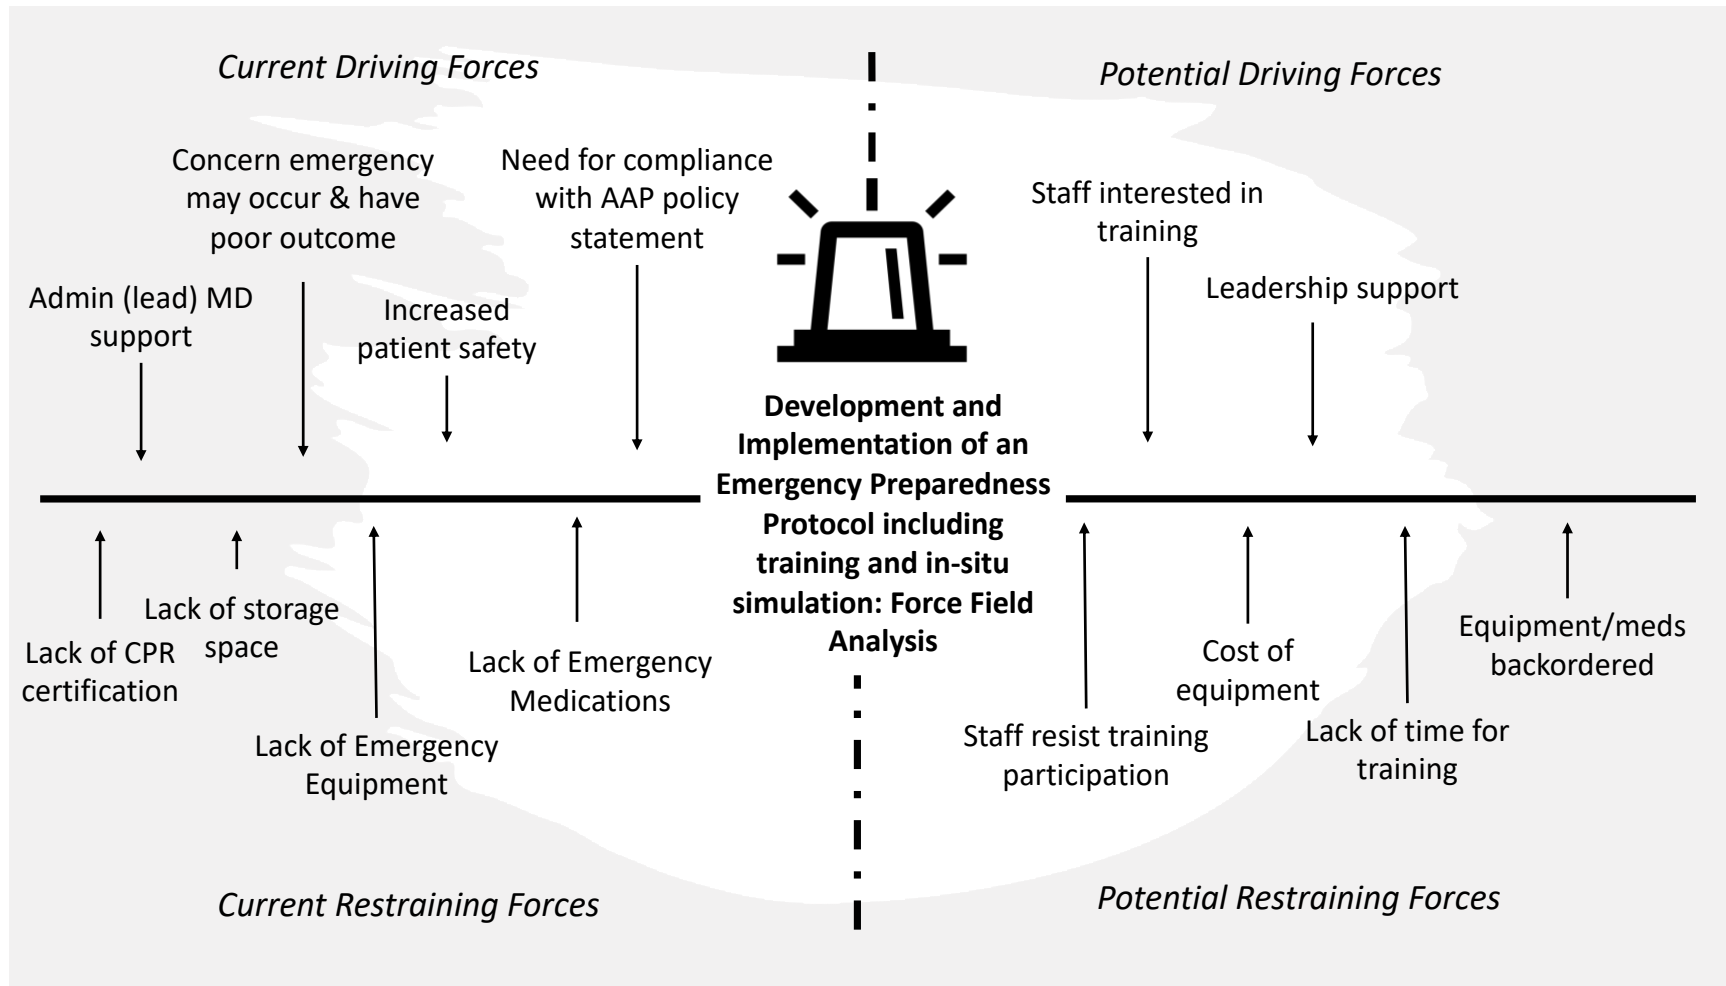 Current Driving Forces
Potential Driving Forces
Concern emergency
may occur & have
poor outcome
Need for compliance
with AAP policy
statement
Admin (lead) MD
support
Increased
patient safety
Staff interested in
training
Leadership support
Development and
Implementation of an
Emergency Preparedness
Protocol including
training and in-situ
simulation: Force Field
Analysis
Lack of CPR
certification
Lack of storage
space
Lack of Emergency
Equipment
Lack of Emergency
Medications
Staff resist training
participation
Cost of
equipment
Lack of time for
training
Equipment/meds
backordered
Current Restraining Forces
Potential Restraining Forces